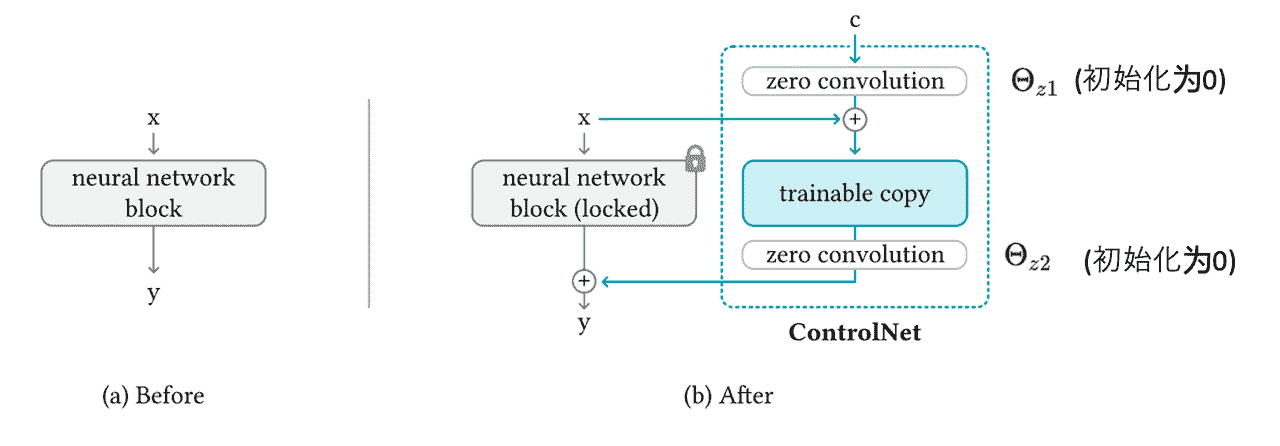 x
neural network
block
y
(a) Before
c
zero convolution
Θz1 (初始化为0)
x
+
neural network
block (locked)
trainable copy
zero convolution
Θz2 (初始化为0)
+
y
ControlNet
(b) After